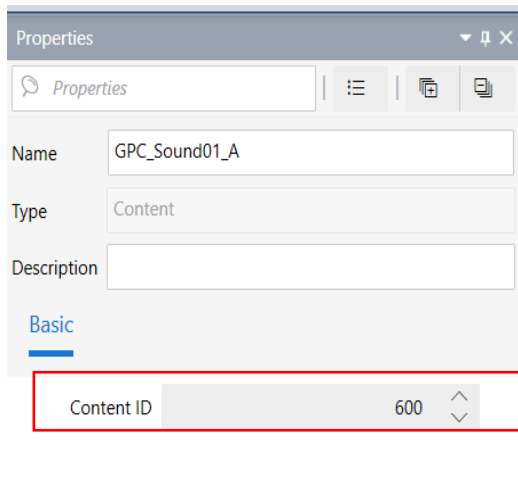 Properties
Properties
Name GPC_Sound01_A
Type Content
Description
Basic
Content ID 600